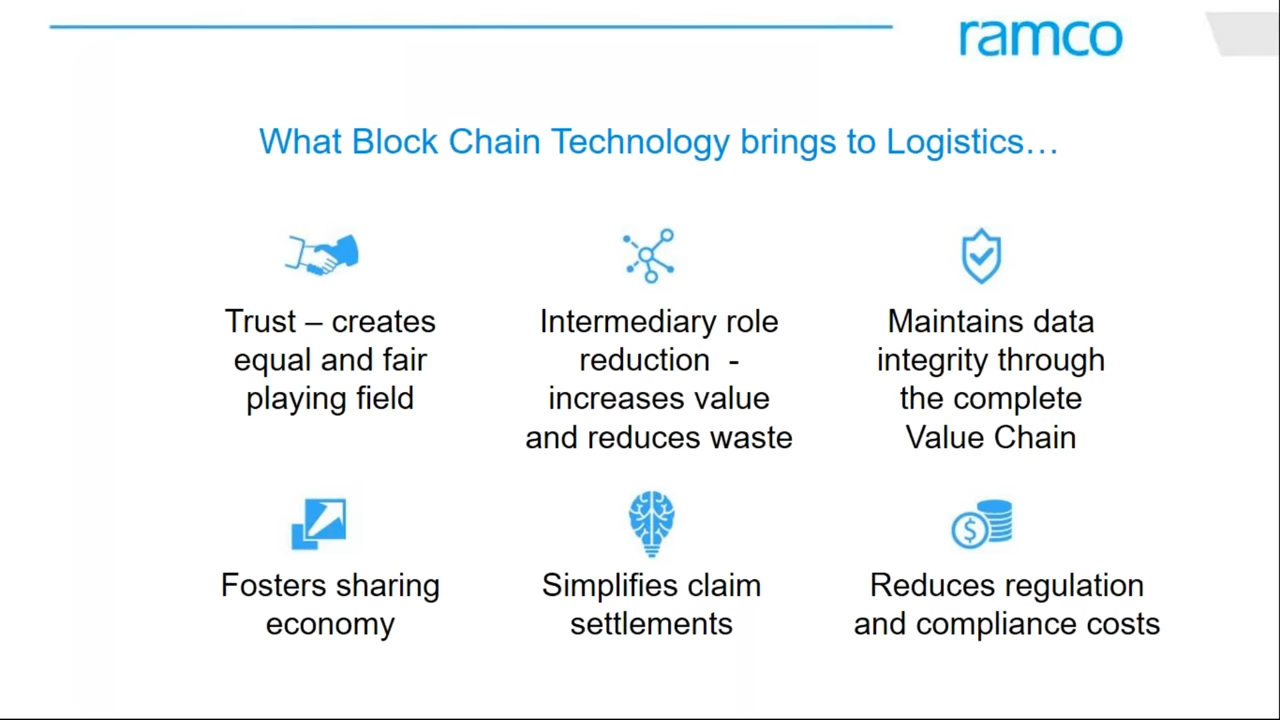 ramco
What Block Chain Technology brings to Logistics…
Trust – creates
equal and fair
playing field
Intermediary role
reduction  -
increases value
and reduces waste
Maintains data
integrity through
the complete
Value Chain
Fosters sharing
economy
Simplifies claim
settlements
$
Reduces regulation
and compliance costs